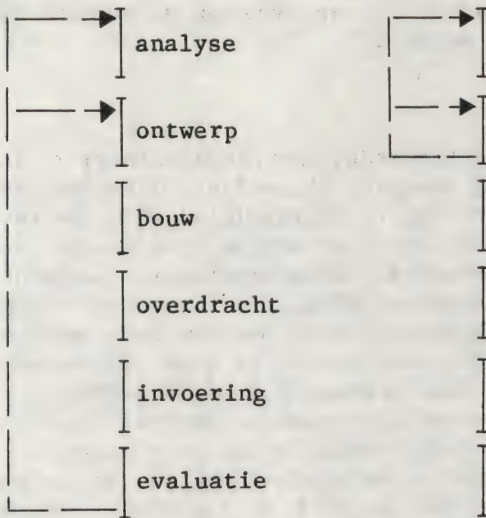 analyse
ontwerp
bouw
overdracht
invoering
evaluatie